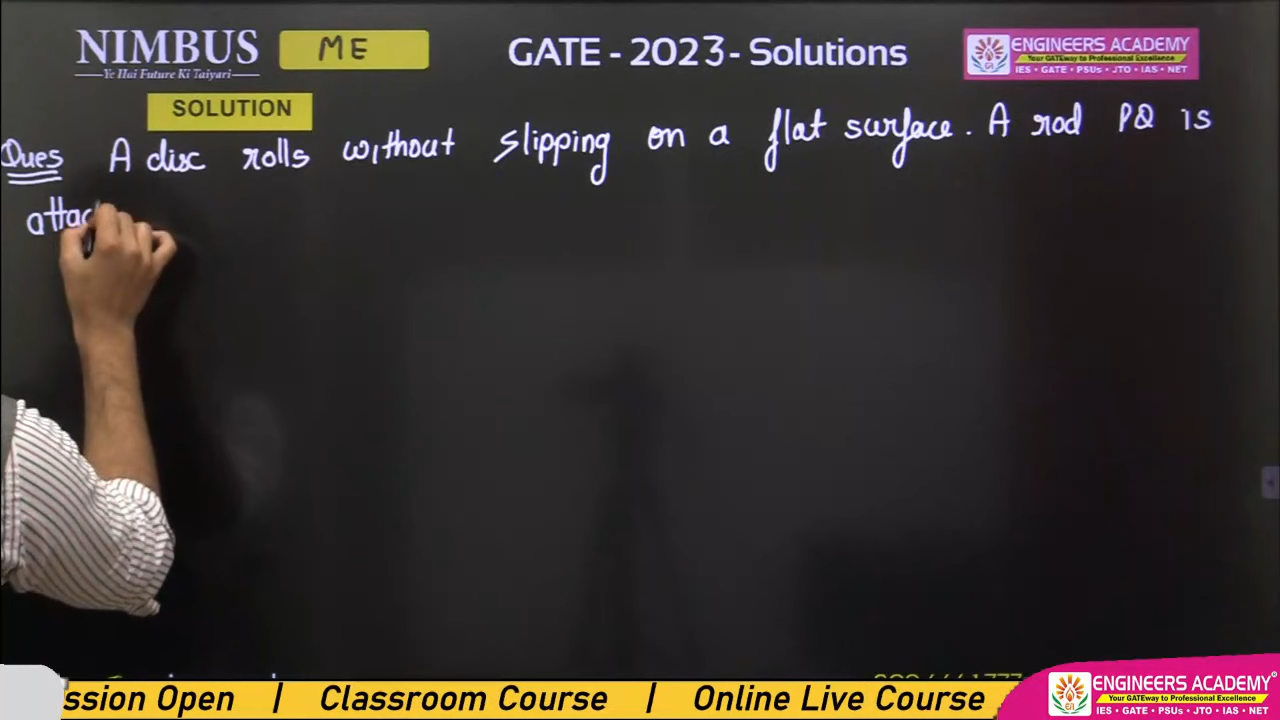 NIMBUS
Ye Hai Future Ki Taiyari
ME
GATE - 2023 - Solutions
ENGINEERS ACADEMY
Your GATEway to Professional Excellence
IES • GATE • PSUs • JTO • IAS • NET
SOLUTION
Ques A disc rolls without slipping on a flat surface. A rod PQ is
attac
ssion Open | Classroom Course | Online Live Course
ENGINEERS ACADEMY
Your GATEway to Professional Excellence
IES • GATE • PSUs • JTO • IAS • NET